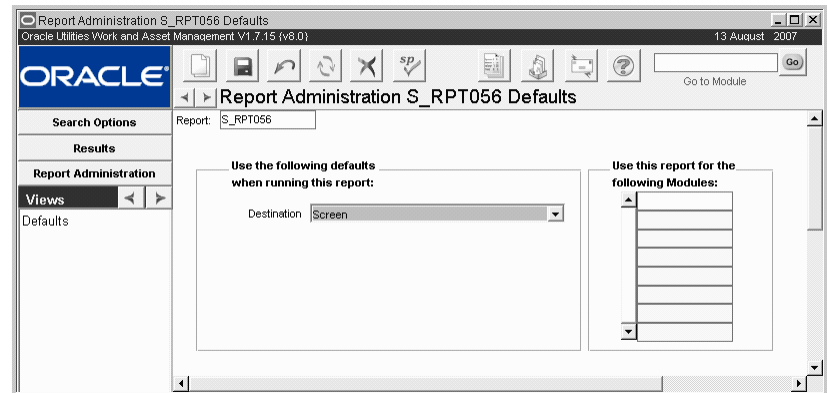 Report Administration S_RPT056 Defaults
Oracle Utilities Work and Asset Management V1.7.15 {v8.0}
13 August 2007
ORACLE®
sp
Go
Go to Module
Report Administration S_RPT056 Defaults
Search Options
Results
Report Administration
Views
Defaults
Report: S_RPT056
Use the following defaults
when running this report:
Destination Screen
Use this report for the
following Modules: